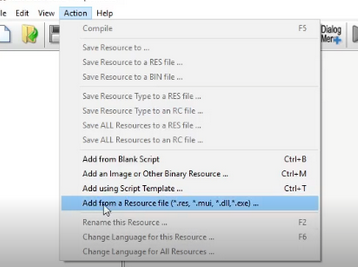 le Edit View Action Help
Compile F5
Save Resource to ...
Save Resource to a RES file ...
Save Resource to a BIN file ...
Save Resource Type to a RES file ...
Save Resource Type to an RC file ...
Save ALL Resources to a RES file ...
Save ALL Resources to an RC file ...
Add from Blank Script Ctrl+B
Add an Image or Other Binary Resource ... Ctrl+M
Add using Script Template ... Ctrl+T
Add from a Resource file (*.res, *.mui, *.dll,*.exe) ...
Rename this Resource ... F2
Change Language for this Resource ... F6
Change Language for All Resources ...
Dialog
Men